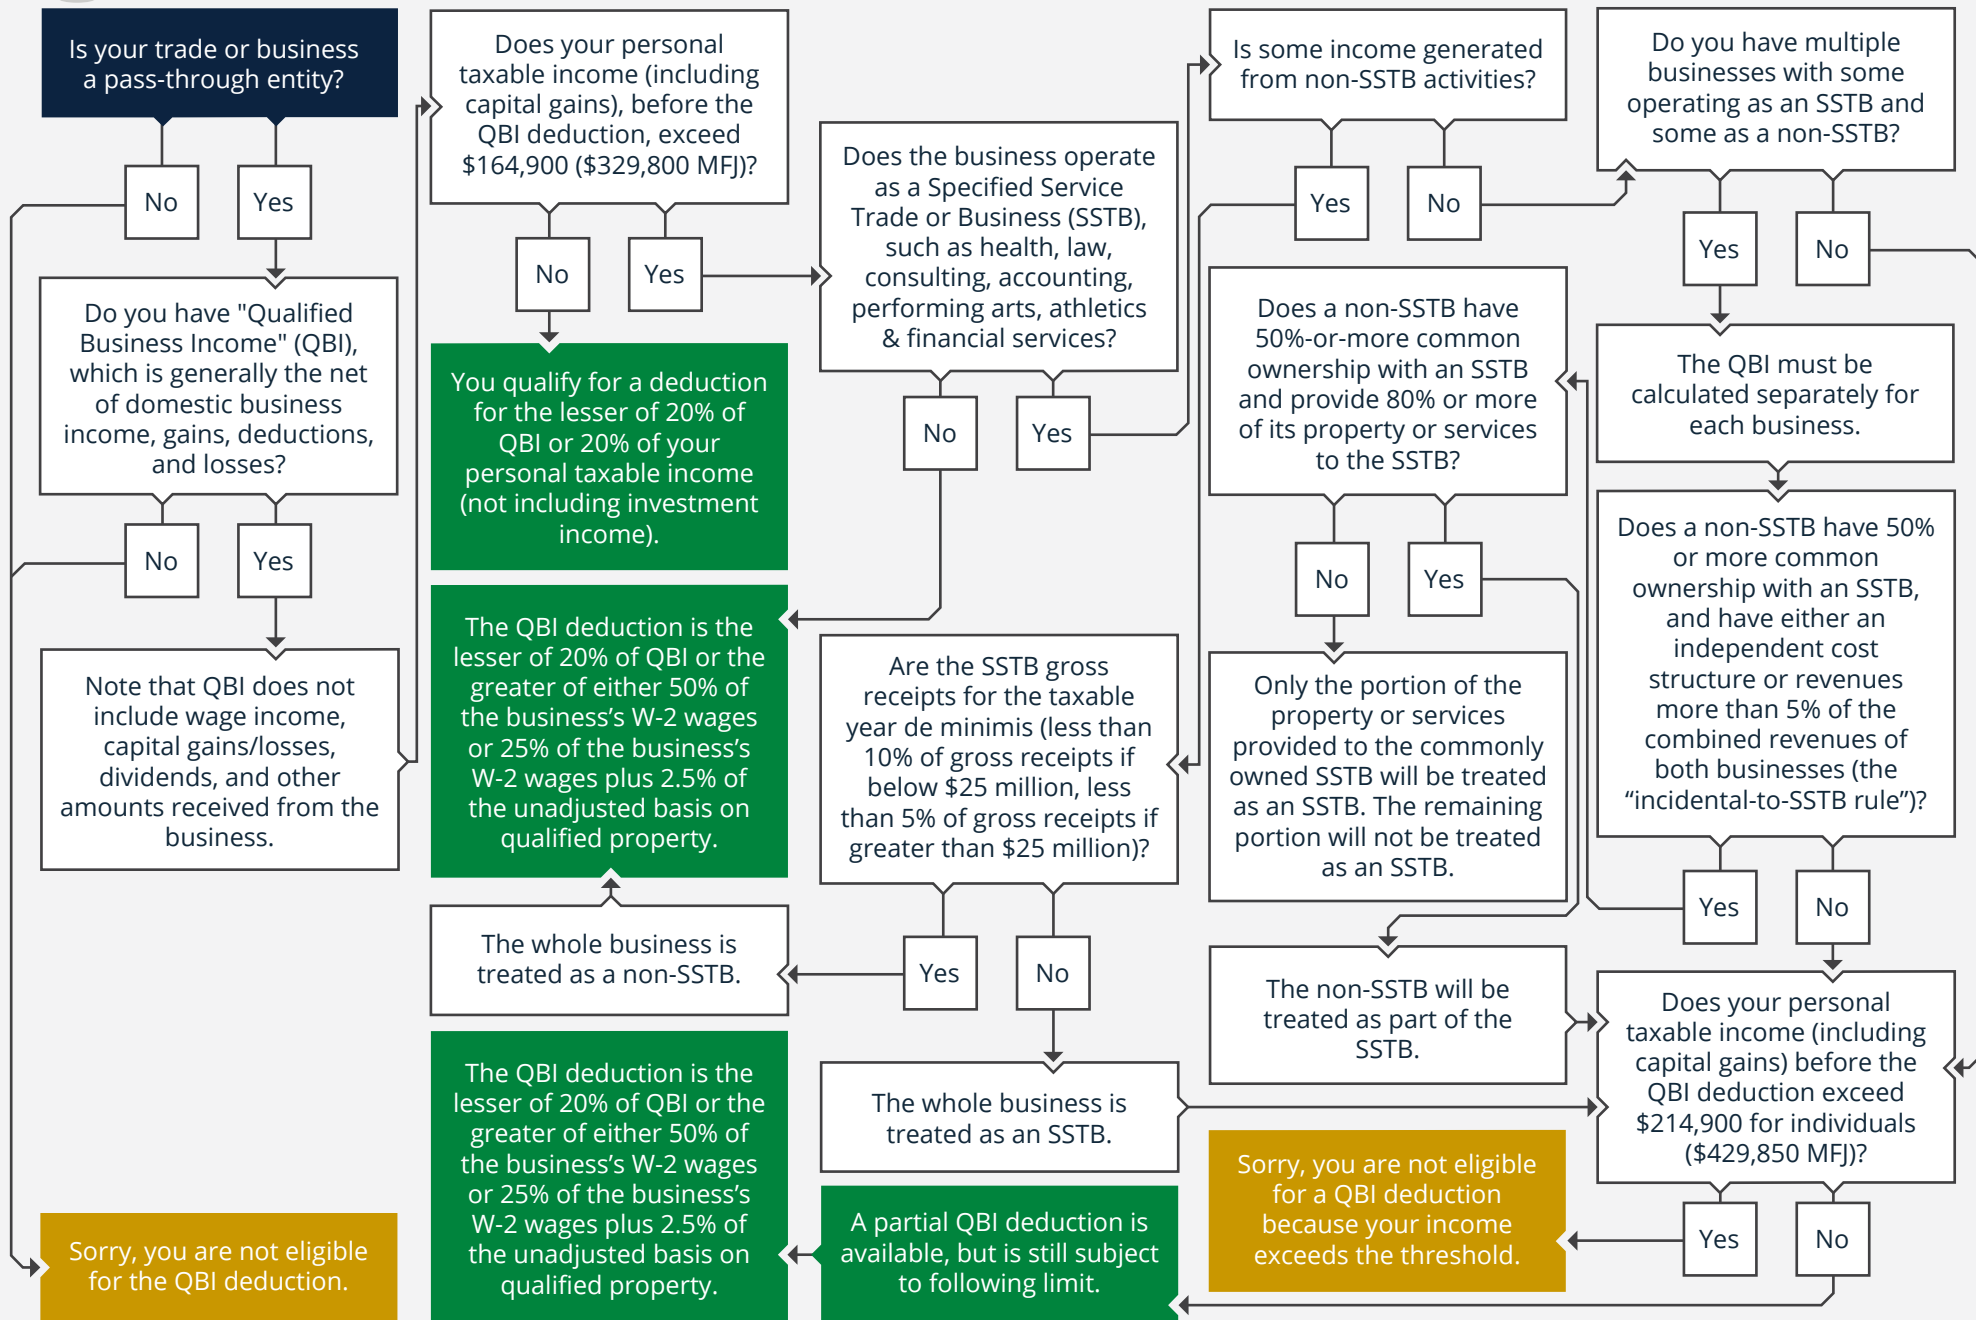 Is your trade or business
a pass-through entity?
No
Yes
Do you have "Qualified
Business Income" (QBI),
which is generally the net
of domestic business
income, gains, deductions,
and losses?
No
Yes
Note that QBI does not
include wage income,
capital gains/losses,
dividends, and other
amounts received from the
business.
Sorry, you are not eligible
for the QBI deduction.
Does your personal
taxable income (including
capital gains), before the
QBI deduction, exceed
$164,900 ($329,800 MFJ)?
No
Yes
You qualify for a deduction
for the lesser of 20% of
QBI or 20% of your
personal taxable income
(not including investment
income).
The QBI deduction is the
lesser of 20% of QBI or the
greater of either 50% of
the business’s W-2 wages
or 25% of the business’s
W-2 wages plus 2.5% of
the unadjusted basis on
qualified property.
The whole business is
treated as a non-SSTB.
The QBI deduction is the
lesser of 20% of QBI or the
greater of either 50% of
the business’s W-2 wages
or 25% of the business’s
W-2 wages plus 2.5% of
the unadjusted basis on
qualified property.
Does the business operate
as a Specified Service
Trade or Business (SSTB),
such as health, law,
consulting, accounting,
performing arts, athletics
& financial services?
No
Yes
Are the SSTB gross
receipts for the taxable
year de minimis (less than
10% of gross receipts if
below $25 million, less
than 5% of gross receipts if
greater than $25 million)?
Yes
No
The whole business is
treated as an SSTB.
A partial QBI deduction is
available, but is still subject
to following limit.
Is some income generated
from non-SSTB activities?
Yes
No
Does a non-SSTB have
50%-or-more common
ownership with an SSTB
and provide 80% or more
of its property or services
to the SSTB?
No
Yes
Only the portion of the
property or services
provided to the commonly
owned SSTB will be treated
as an SSTB. The remaining
portion will not be treated
as an SSTB.
The non-SSTB will be
treated as part of the
SSTB.
Sorry, you are not eligible
for a QBI deduction
because your income
exceeds the threshold.
Do you have multiple
businesses with some
operating as an SSTB and
some as a non-SSTB?
Yes
No
The QBI must be
calculated separately for
each business.
Does a non-SSTB have 50%
or more common
ownership with an SSTB,
and have either an
independent cost
structure or revenues
more than 5% of the
combined revenues of
both businesses (the
“incidental-to-SSTB rule”)?
Yes
No
Does your personal
taxable income (including
capital gains) before the
QBI deduction exceed
$214,900 for individuals
($429,850 MFJ)?
Yes
No